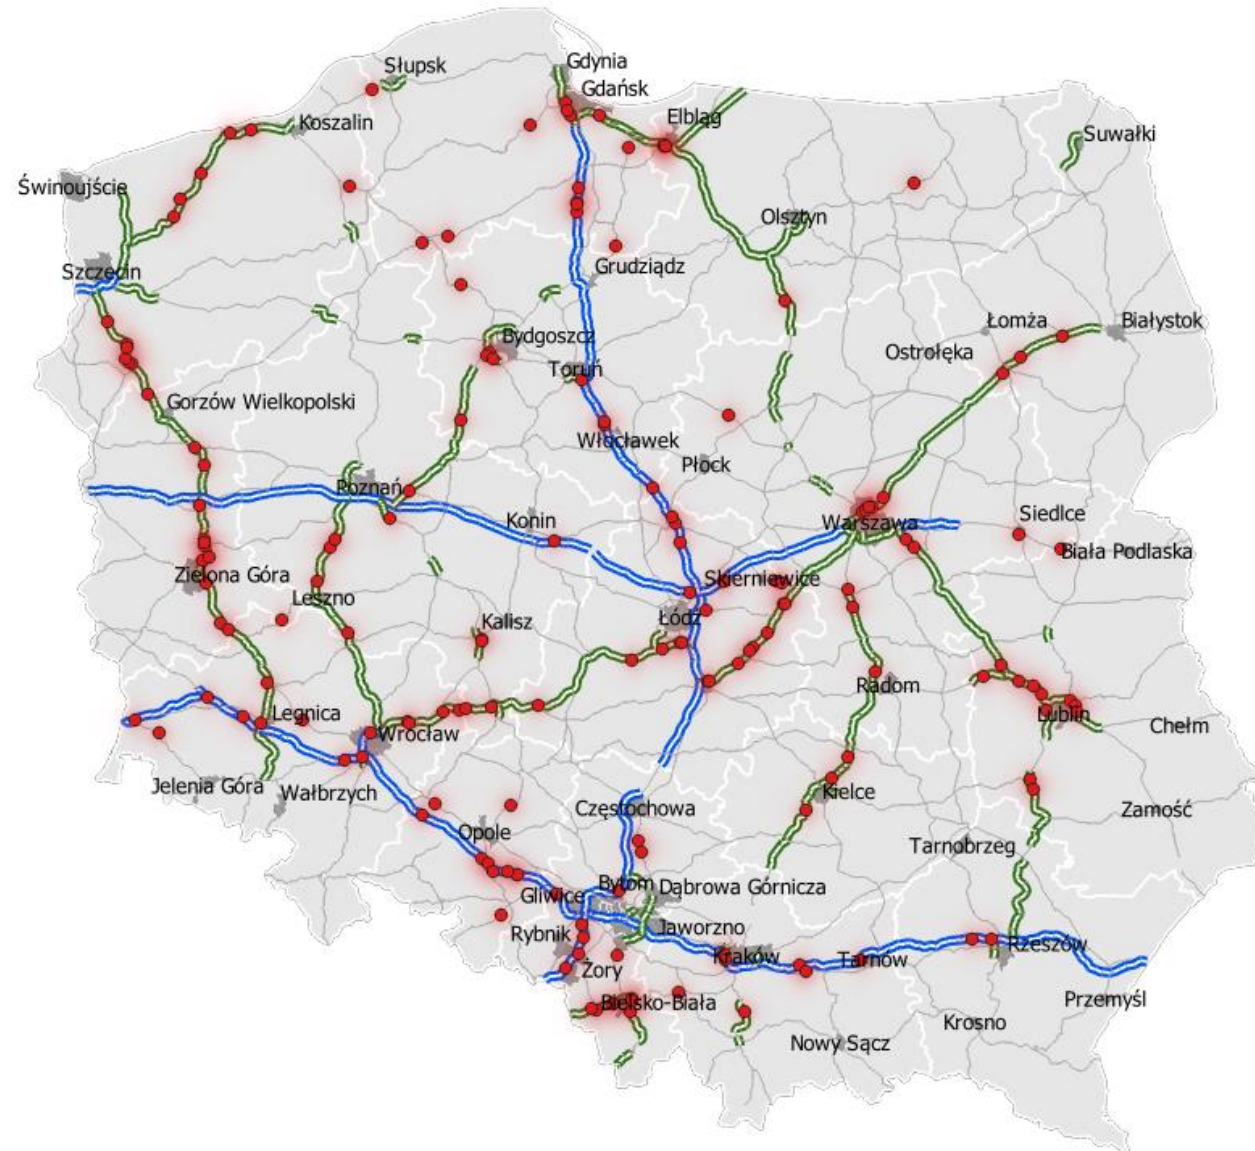 Słupsk
Gdynia
Gdańsk
Koszalin
Elbląg
Suwałki
Świnoujście
Olsztyn
Szczecin
Grudziądz
Łomża
Białystok
Bydgoszcz
Ostrołęka
Toruń
Gorzów Wielkopolski
Włocławek
Płock
Poznań
Konin
Warszawa
Siedlce
Biała Podlaska
Zielona Góra
Skierniewice
Leszno
Kalisz
Łódź
Radom
Legnica
Lublin
Chełm
Wrocław
Jelenia Góra
Wałbrzych
Kielce
Częstochowa
Zamość
Opole
Tarnobrzeg
Bytom
Dąbrowa Górnicza
Gliwice
Jaworzno
Rybnik
Rzeszów
Kraków
Tarnów
Żory
Przemyśl
Bielsko-Biała
Krosno
Nowy Sącz